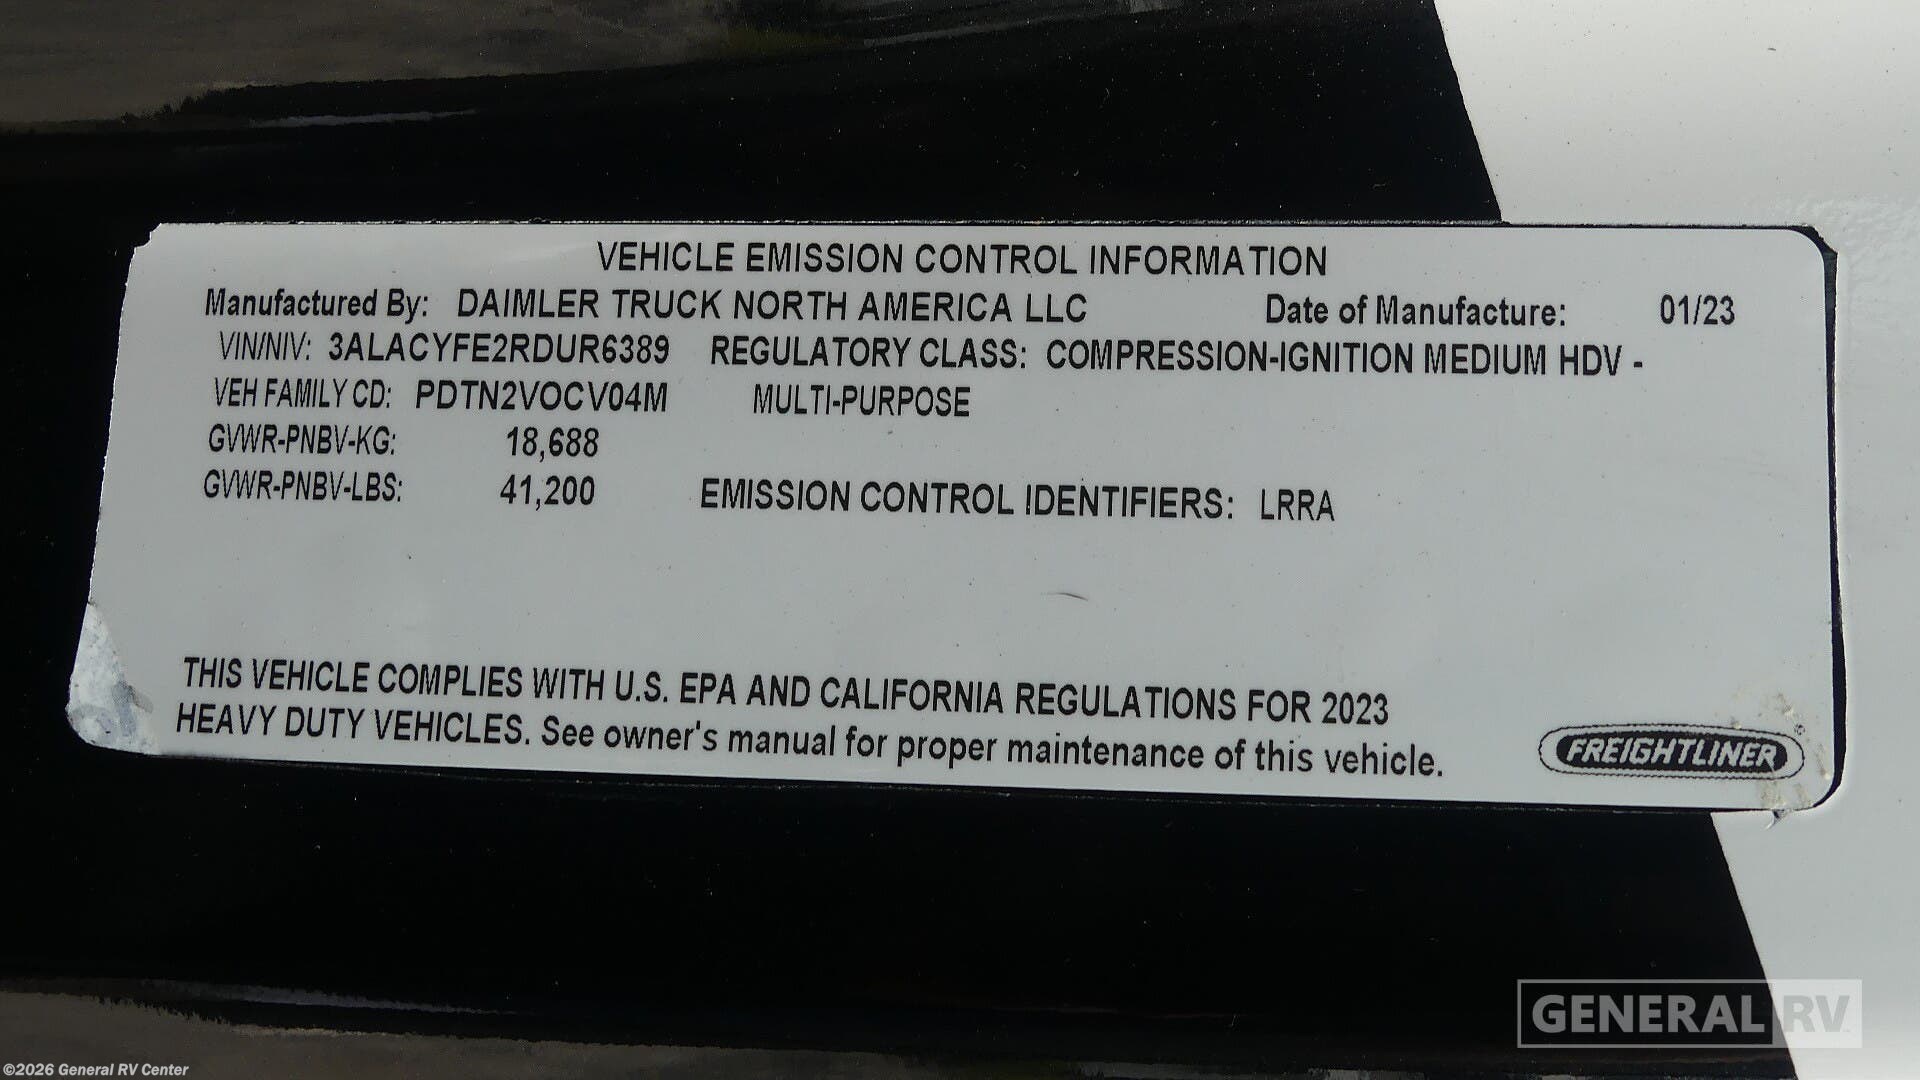 VEHICLE EMISSION CONTROL INFORMATION
Manufactured By: DAIMLER TRUCK NORTH AMERICA LLC Date of Manufacture: 01/23
VIN/NIV: 3ALACYFE2RDUR6389 REGULATORY CLASS: COMPRESSION-IGNITION MEDIUM HDV -
VEH FAMILY CD: PDTN2VOCV04M MULTI-PURPOSE
GVWR-PNBV-KG: 18,688
GVWR-PNBV-LBS: 41,200 EMISSION CONTROL IDENTIFIERS: LRRA
THIS VEHICLE COMPLIES WITH U.S. EPA AND CALIFORNIA REGULATIONS FOR 2023
HEAVY DUTY VEHICLES. See owner's manual for proper maintenance of this vehicle.
FREIGHTLINER
GENERAL RV
©2026 General RV Center